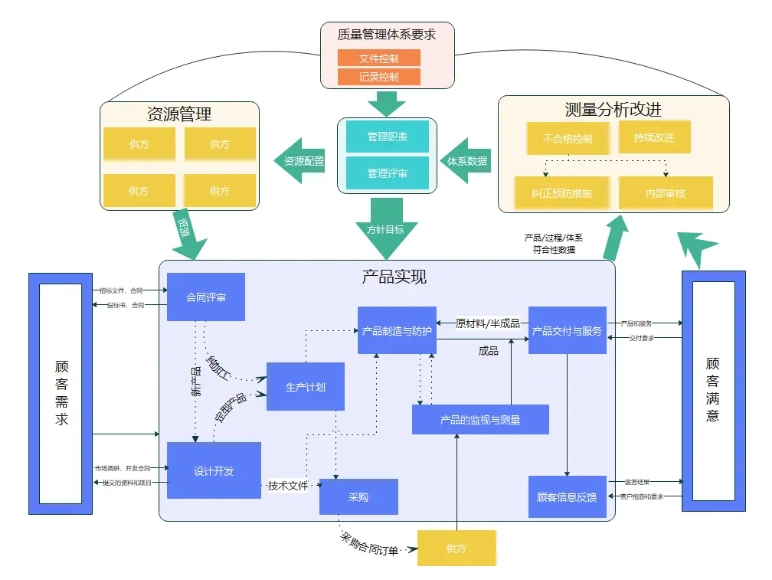 质量管理体系要求
文件控制
记录控制
资源管理
供方
供方
供方
供方
管理职责
管理评审
测量分析改进
不合格控制
持续改进
纠正预防措施
内部审核
资源配置
体系数据
资源
方针目标
产品/过程/体系
符合性数据
产品实现
顾客需求
招标文件、合同
投标书、合同
合同评审
新产品
纯加工
定型产品
生产计划
产品制造与防护
原材料/半成品
成品
产品交付与服务
产品和服务
交付要求
顾客满意
产品的监视与测量
市场调研、开发合同
提交的资料和项目
设计开发
技术文件
采购
顾客信息反馈
服务结果
客户信息和要求
采购合同订单
供方